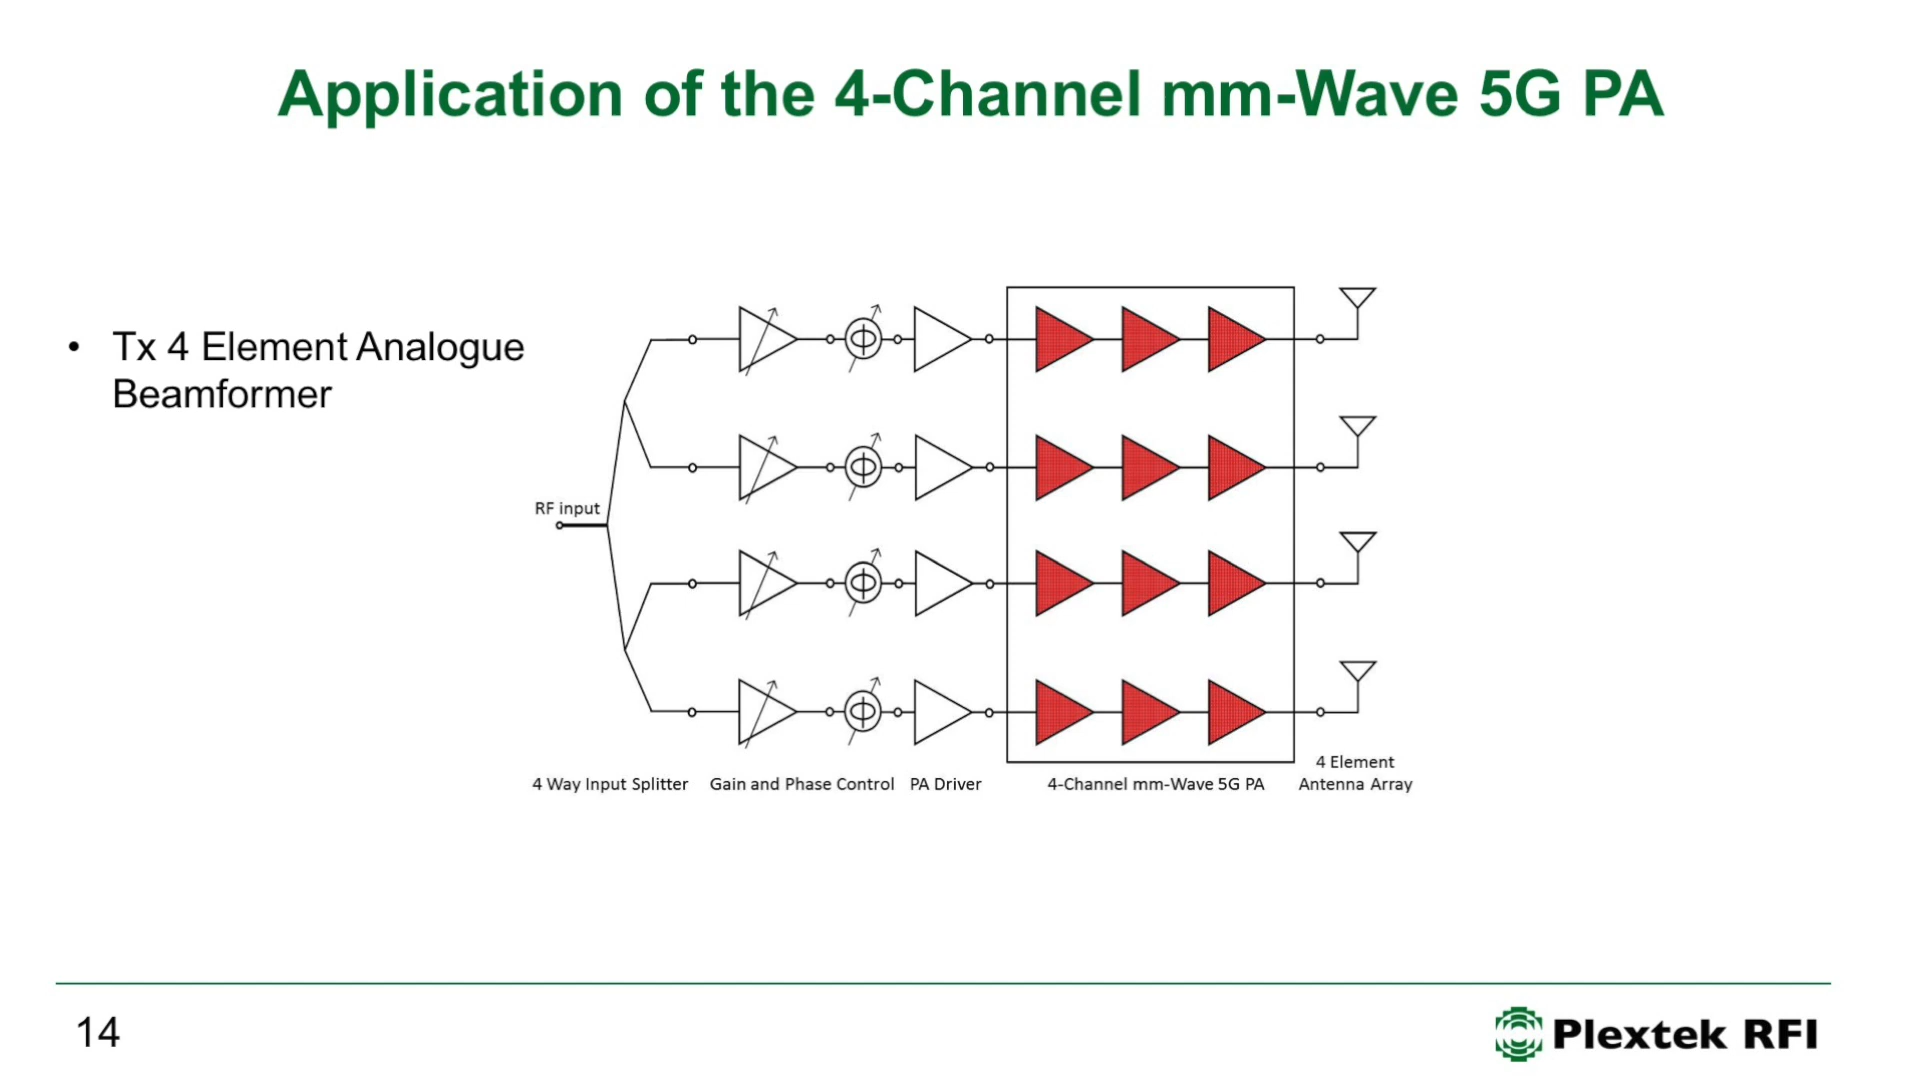 Application of the 4-Channel mm-Wave 5G PA
• Tx 4 Element Analogue
Beamformer
RF input
4 Way Input Splitter
Gain and Phase Control
PA Driver
4-Channel mm-Wave 5G PA
4 Element
Antenna Array
14
Plextek RFI